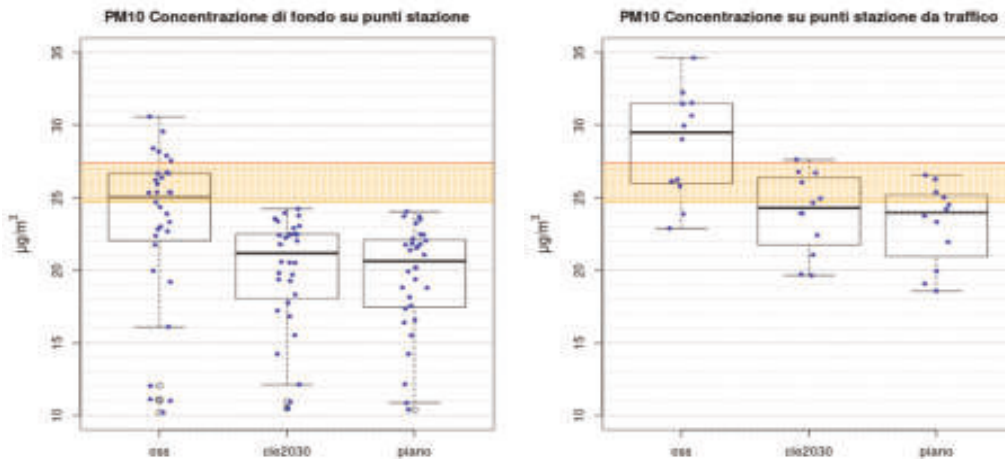 PM10 Concentrazione di fondo su punti stazione
35
30
25
20
15
10
µg/m³
oss
cle2030
piano
PM10 Concentrazione su punti stazione da traffico
35
30
25
20
15
10
µg/m³
oss
cle2030
piano